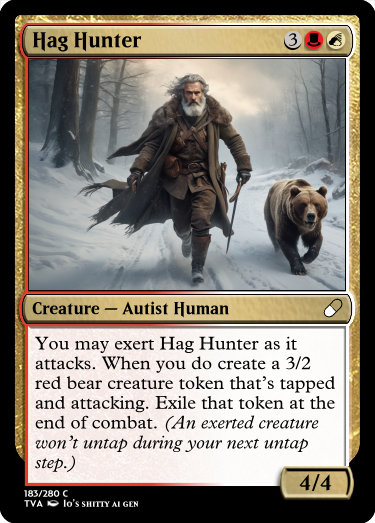 Hag Hunter
3
Creature — Autist Human
You may exert Hag Hunter as it
attacks. When you do create a 3/2
red bear creature token that's tapped
and attacking. Exile that token at the
end of combat. (An exerted creature
won't untap during your next untap
step.)
4/4
183/280 C
TVA Io's shitty ai gen